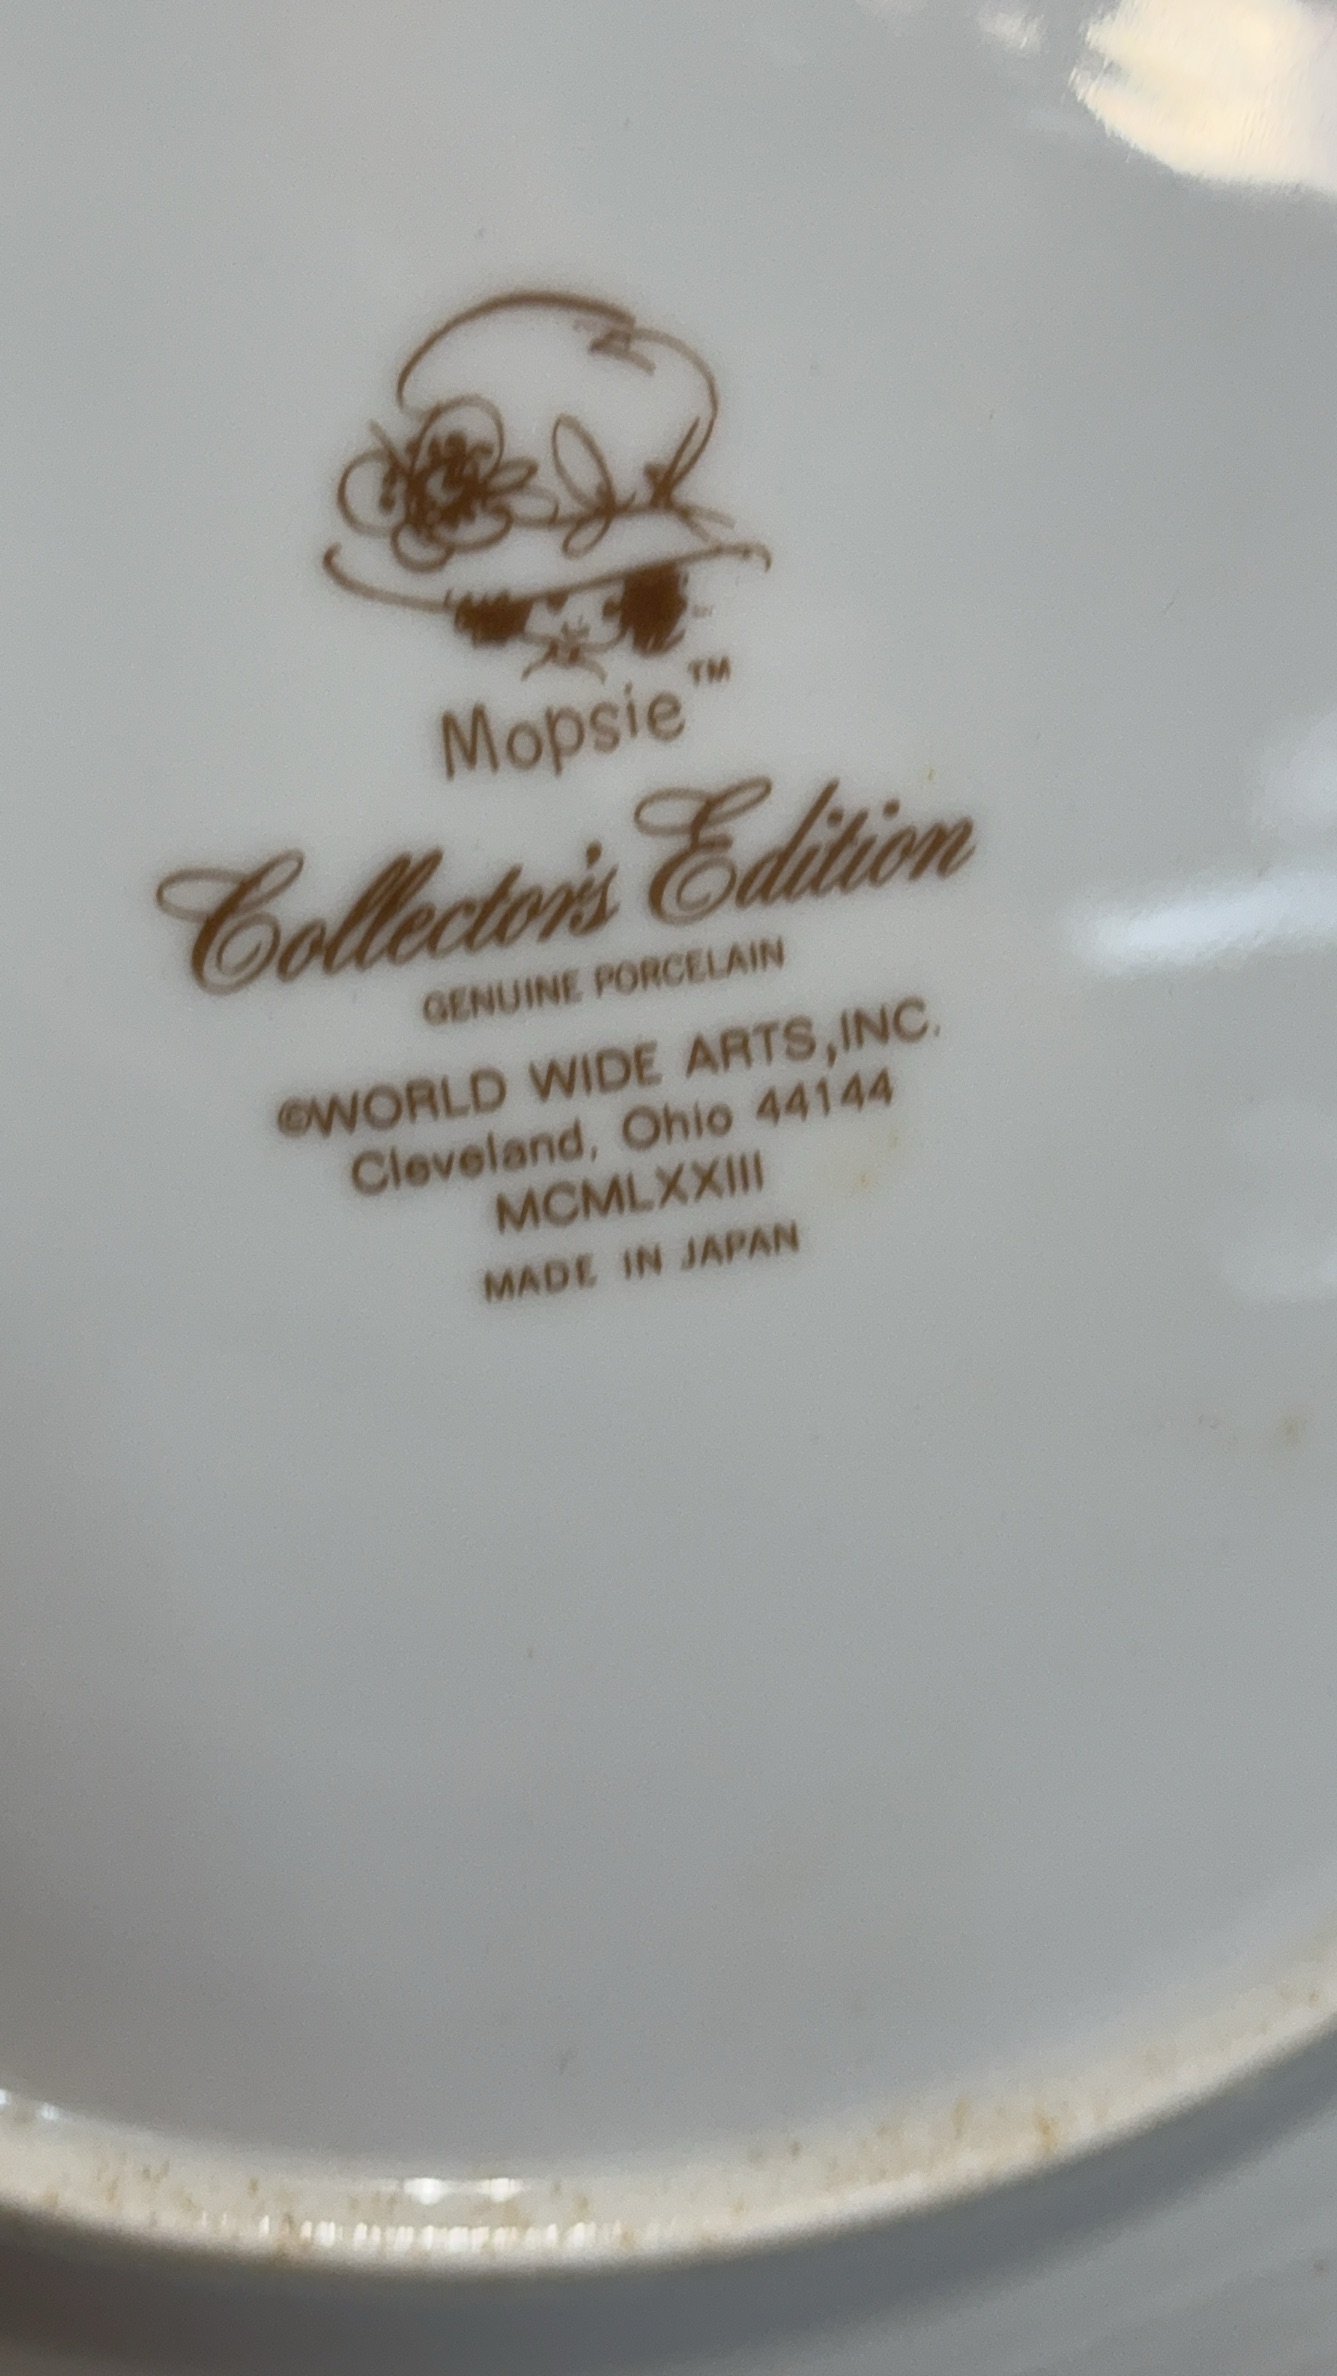 Mopsie™
Collector's Edition
GENUINE PORCELAIN
©WORLD WIDE ARTS, INC.
Cleveland, Ohio 44144
MCMLXXIII
MADE IN JAPAN